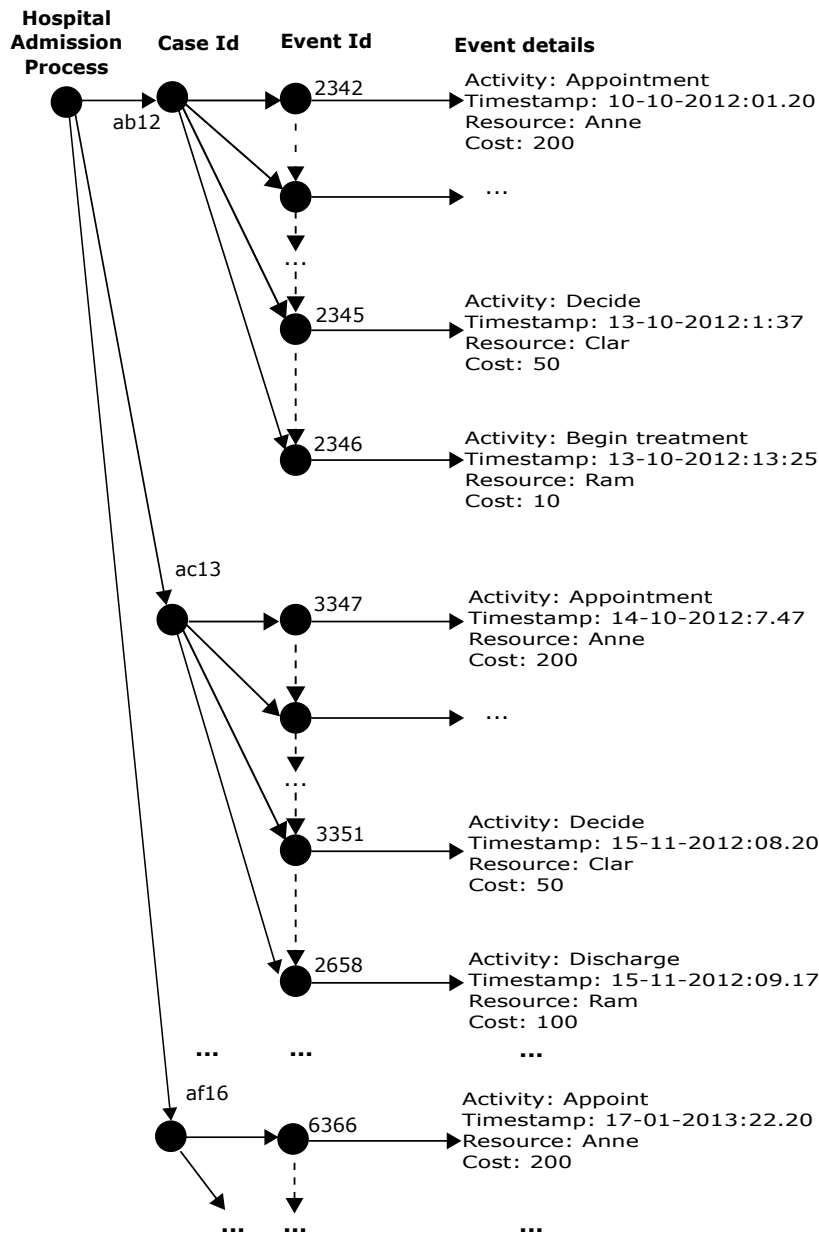 Hospital
Admission
Process
Case Id
Event Id
Event details
ab12
2342
Activity: Appointment
Timestamp: 10-10-2012:01.20
Resource: Anne
Cost: 200
...
...
2345
Activity: Decide
Timestamp: 13-10-2012:1:37
Resource: Clar
Cost: 50
2346
Activity: Begin treatment
Timestamp: 13-10-2012:13:25
Resource: Ram
Cost: 10
ac13
3347
Activity: Appointment
Timestamp: 14-10-2012:7.47
Resource: Anne
Cost: 200
...
...
3351
Activity: Decide
Timestamp: 15-11-2012:08.20
Resource: Clar
Cost: 50
2658
Activity: Discharge
Timestamp: 15-11-2012:09.17
Resource: Ram
Cost: 100
... ... ...
af16
6366
Activity: Appoint
Timestamp: 17-01-2013:22.20
Resource: Anne
Cost: 200
... ... ...